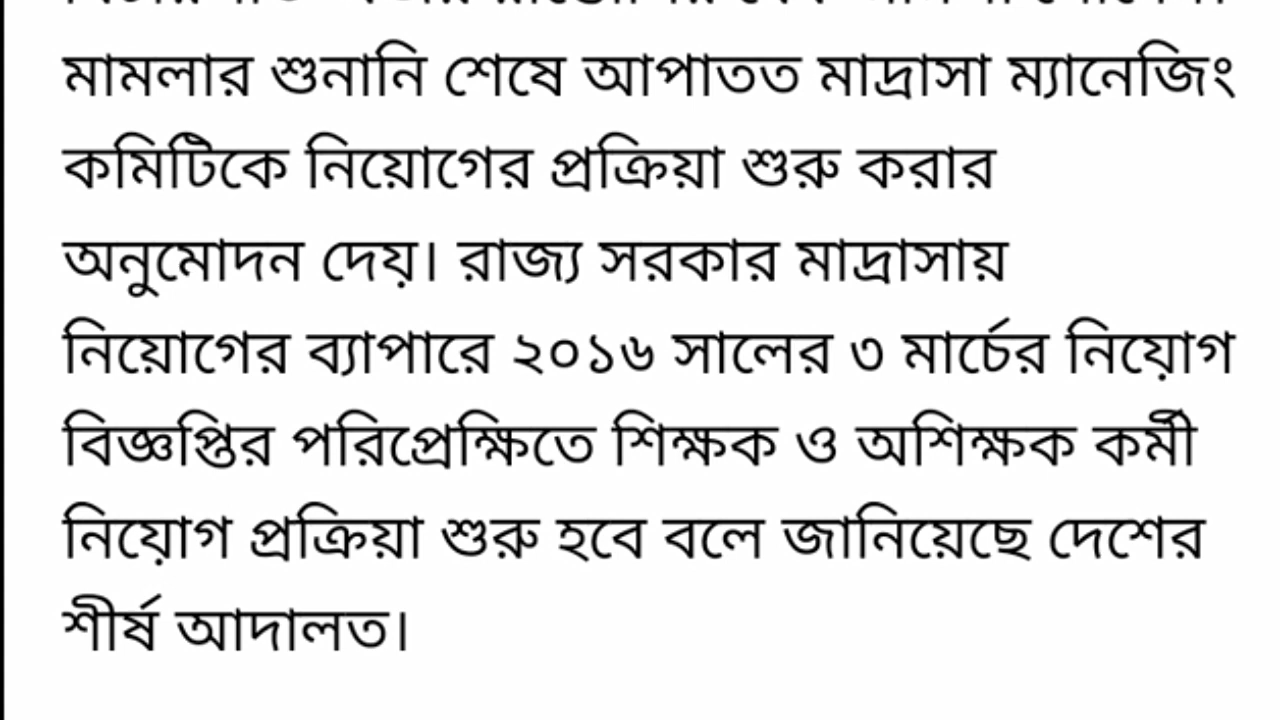 মামলার শুনানি শেষে আপাতত মাদ্রাসা ম্যানেজিং
কমিটিকে নিয়োগের প্রক্রিয়া শুরু করার
অনুমোদন দেয়। রাজ্য সরকার মাদ্রাসায়
নিয়োগের ব্যাপারে ২০১৬ সালের ৩ মার্চের নিয়োগ
বিজ্ঞপ্তির পরিপ্রেক্ষিতে শিক্ষক ও অশিক্ষক কর্মী
নিয়োগ প্রক্রিয়া শুরু হবে বলে জানিয়েছে দেশের
শীর্ষ আদালত।